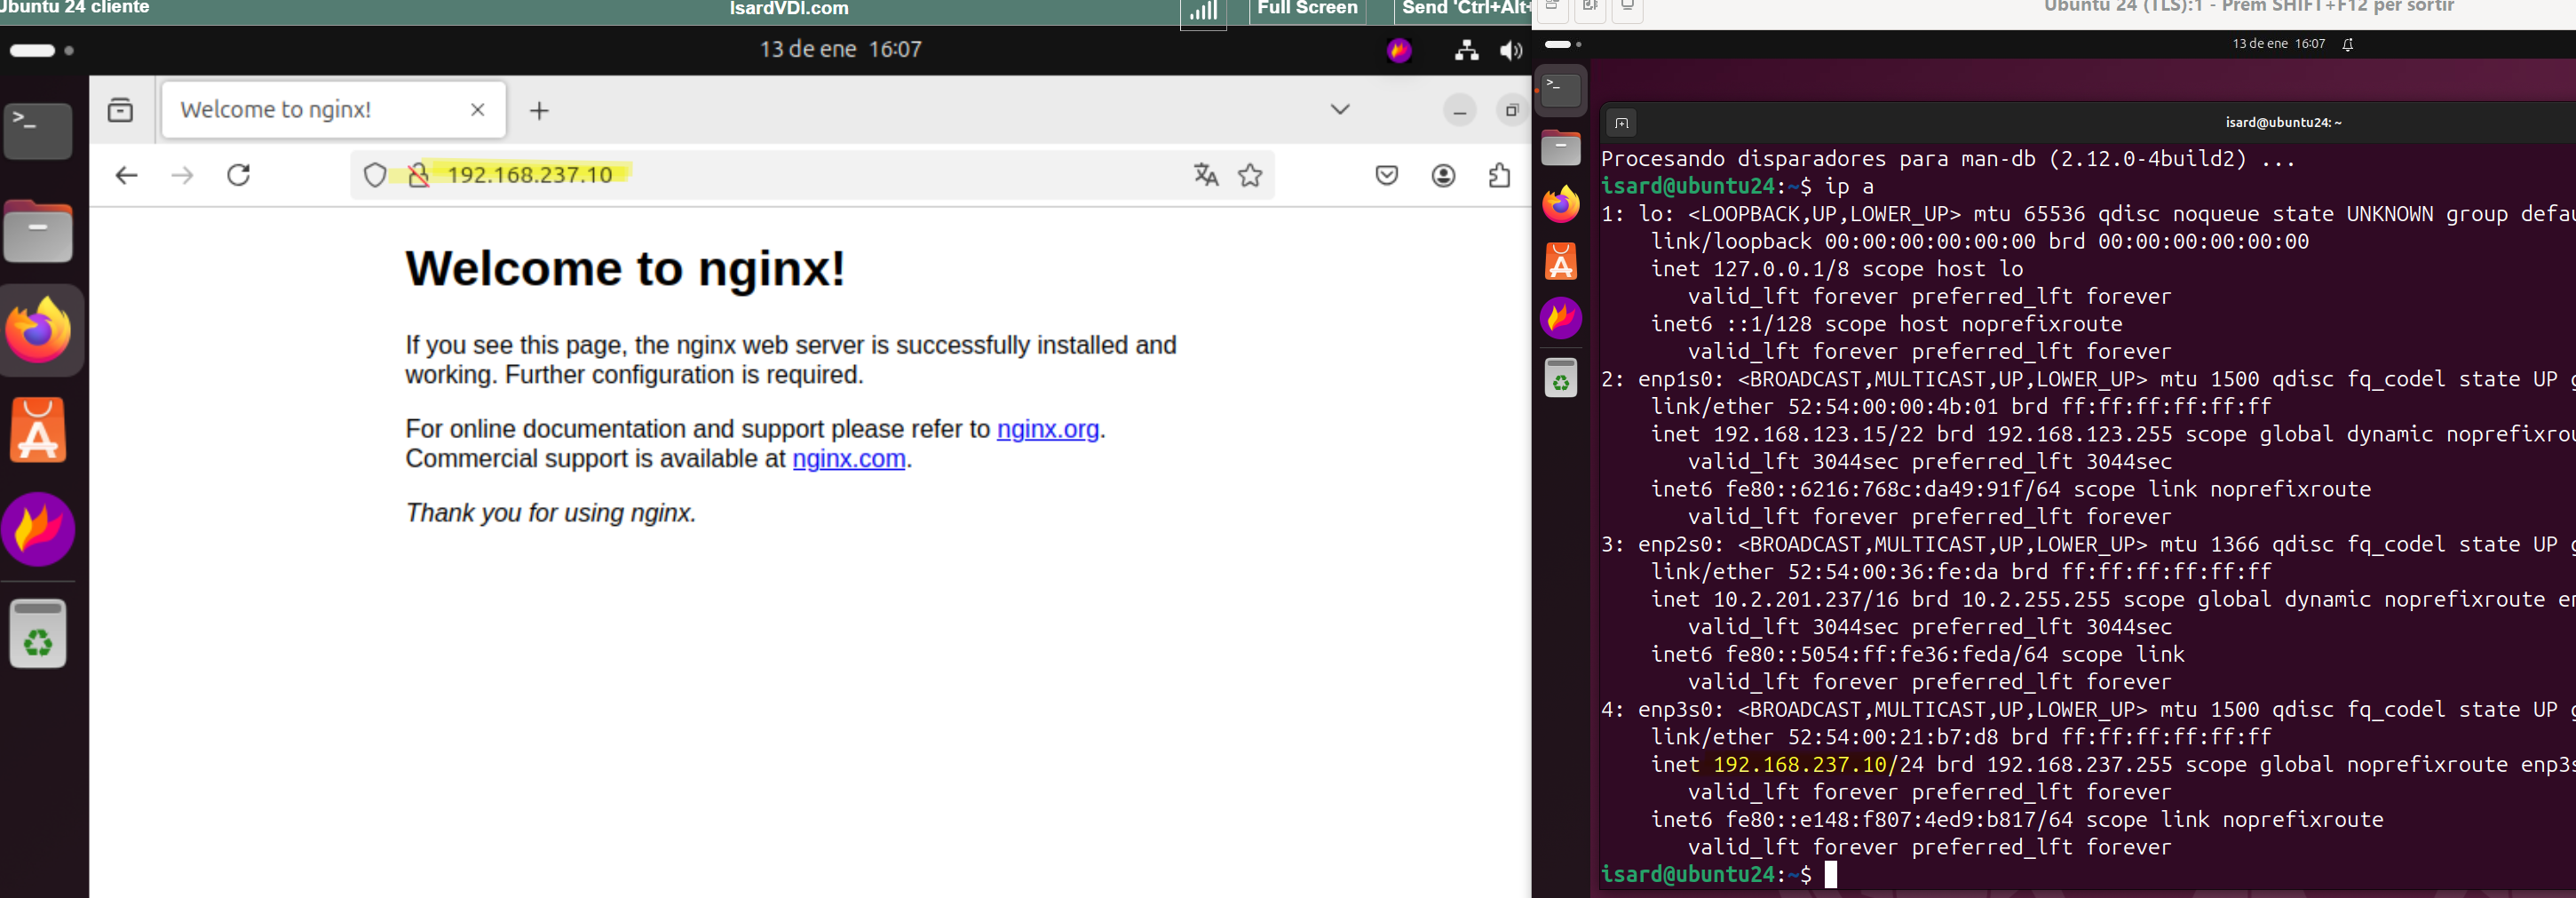 Ubuntu 24 cliente
IsardVDI.com
Full Screen
Send 'Ctrl+Alt+
13 de ene 16:07
Welcome to nginx!
192.168.237.10
Welcome to nginx!
If you see this page, the nginx web server is successfully installed and
working. Further configuration is required.
For online documentation and support please refer to nginx.org.
Commercial support is available at nginx.com.
Thank you for using nginx.
Ubuntu 24 (TLS):1 - Prem SHIFT+F12 per sortir
13 de ene 16:07
isard@ubuntu24: ~
Procesando disparadores para man-db (2.12.0-4build2) ...
isard@ubuntu24:~$ ip a
1: lo: <LOOPBACK,UP,LOWER_UP> mtu 65536 qdisc noqueue state UNKNOWN group defau
link/loopback 00:00:00:00:00:00 brd 00:00:00:00:00:00
inet 127.0.0.1/8 scope host lo
valid_lft forever preferred_lft forever
inet6 ::1/128 scope host noprefixroute
valid_lft forever preferred_lft forever
2: enp1s0: <BROADCAST,MULTICAST,UP,LOWER_UP> mtu 1500 qdisc fq_codel state UP g
link/ether 52:54:00:00:4b:01 brd ff:ff:ff:ff:ff:ff
inet 192.168.123.15/22 brd 192.168.123.255 scope global dynamic noprefixrou
valid_lft 3044sec preferred_lft 3044sec
inet6 fe80::6216:768c:da49:91f/64 scope link noprefixroute
valid_lft forever preferred_lft forever
3: enp2s0: <BROADCAST,MULTICAST,UP,LOWER_UP> mtu 1366 qdisc fq_codel state UP g
link/ether 52:54:00:36:fe:da brd ff:ff:ff:ff:ff:ff
inet 10.2.201.237/16 brd 10.2.255.255 scope global dynamic noprefixroute en
valid_lft 3044sec preferred_lft 3044sec
inet6 fe80::5054:ff:fe36:feda/64 scope link
valid_lft forever preferred_lft forever
4: enp3s0: <BROADCAST,MULTICAST,UP,LOWER_UP> mtu 1500 qdisc fq_codel state UP g
link/ether 52:54:00:21:b7:d8 brd ff:ff:ff:ff:ff:ff
inet 192.168.237.10/24 brd 192.168.237.255 scope global noprefixroute enp3s
valid_lft forever preferred_lft forever
inet6 fe80::e148:f807:4ed9:b817/64 scope link noprefixroute
valid_lft forever preferred_lft forever
isard@ubuntu24:~$